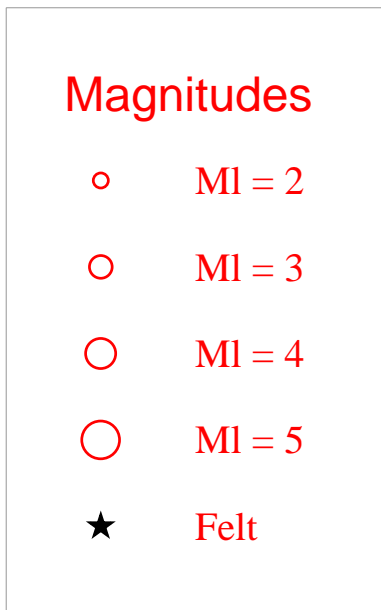 Magnitudes
Ml = 2
Ml = 3
Ml = 4
Ml = 5
Felt